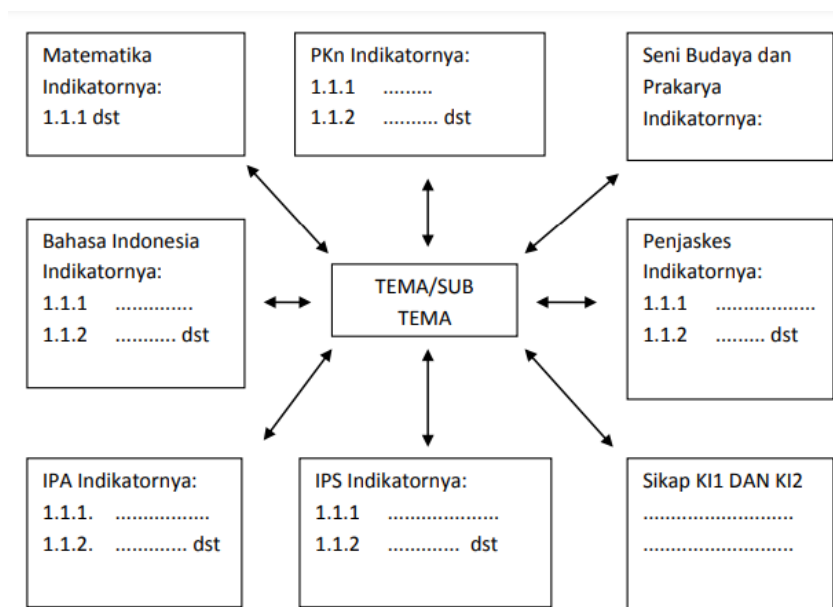 Matematika
Indikatornya:
1.1.1 dst
PKn Indikatornya:
1.1.1 .........
1.1.2 .......... dst
Seni Budaya dan
Prakarya
Indikatornya:
Bahasa Indonesia
Indikatornya:
1.1.1 ..............
1.1.2 ........... dst
TEMA/SUB
TEMA
Penjaskes
Indikatornya:
1.1.1 ..................
1.1.2 ......... dst
IPA Indikatornya:
1.1.1. .................
1.1.2. ............. dst
IPS Indikatornya:
1.1.1 ....................
1.1.2 ............. dst
Sikap KI1 DAN KI2
...........................
...........................